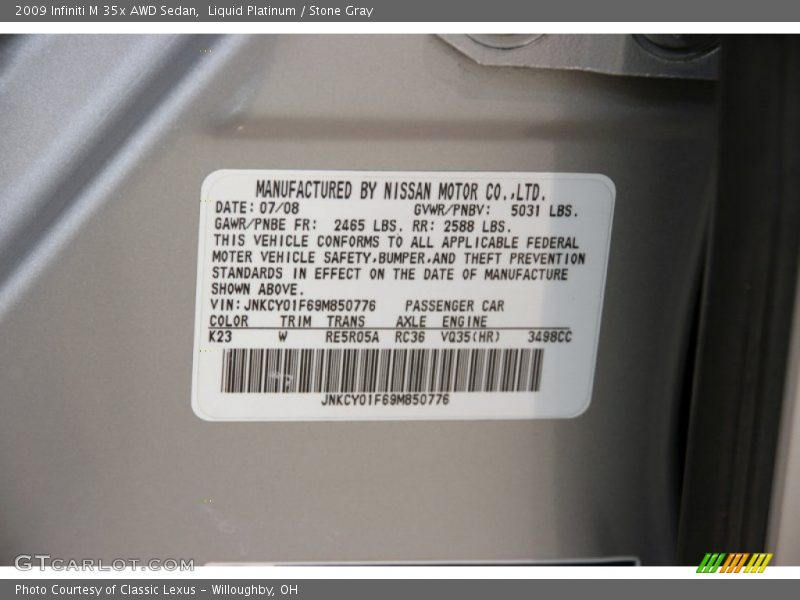 2009 Infiniti M 35x AWD Sedan,  Liquid Platinum / Stone Gray
MANUFACTURED BY NISSAN MOTOR CO.,LTD.
DATE: 07/08 GVWR/PNBV: 5031 LBS.
GAWR/PNBE FR: 2465 LBS. RR: 2588 LBS.
THIS VEHICLE CONFORMS TO ALL APPLICABLE FEDERAL
MOTER VEHICLE SAFETY,BUMPER,AND THEFT PREVENTION
STANDARDS IN EFFECT ON THE DATE OF MANUFACTURE
SHOWN ABOVE.
VIN: JNKCY01F69M850776 PASSENGER CAR
COLOR TRIM TRANS AXLE ENGINE
K23 W RE5R05A RC36 VQ35(HR) 3498CC
JNKCY01F69M850776
GTCARLOT.COM
Photo Courtesy of Classic Lexus - Willoughby, OH